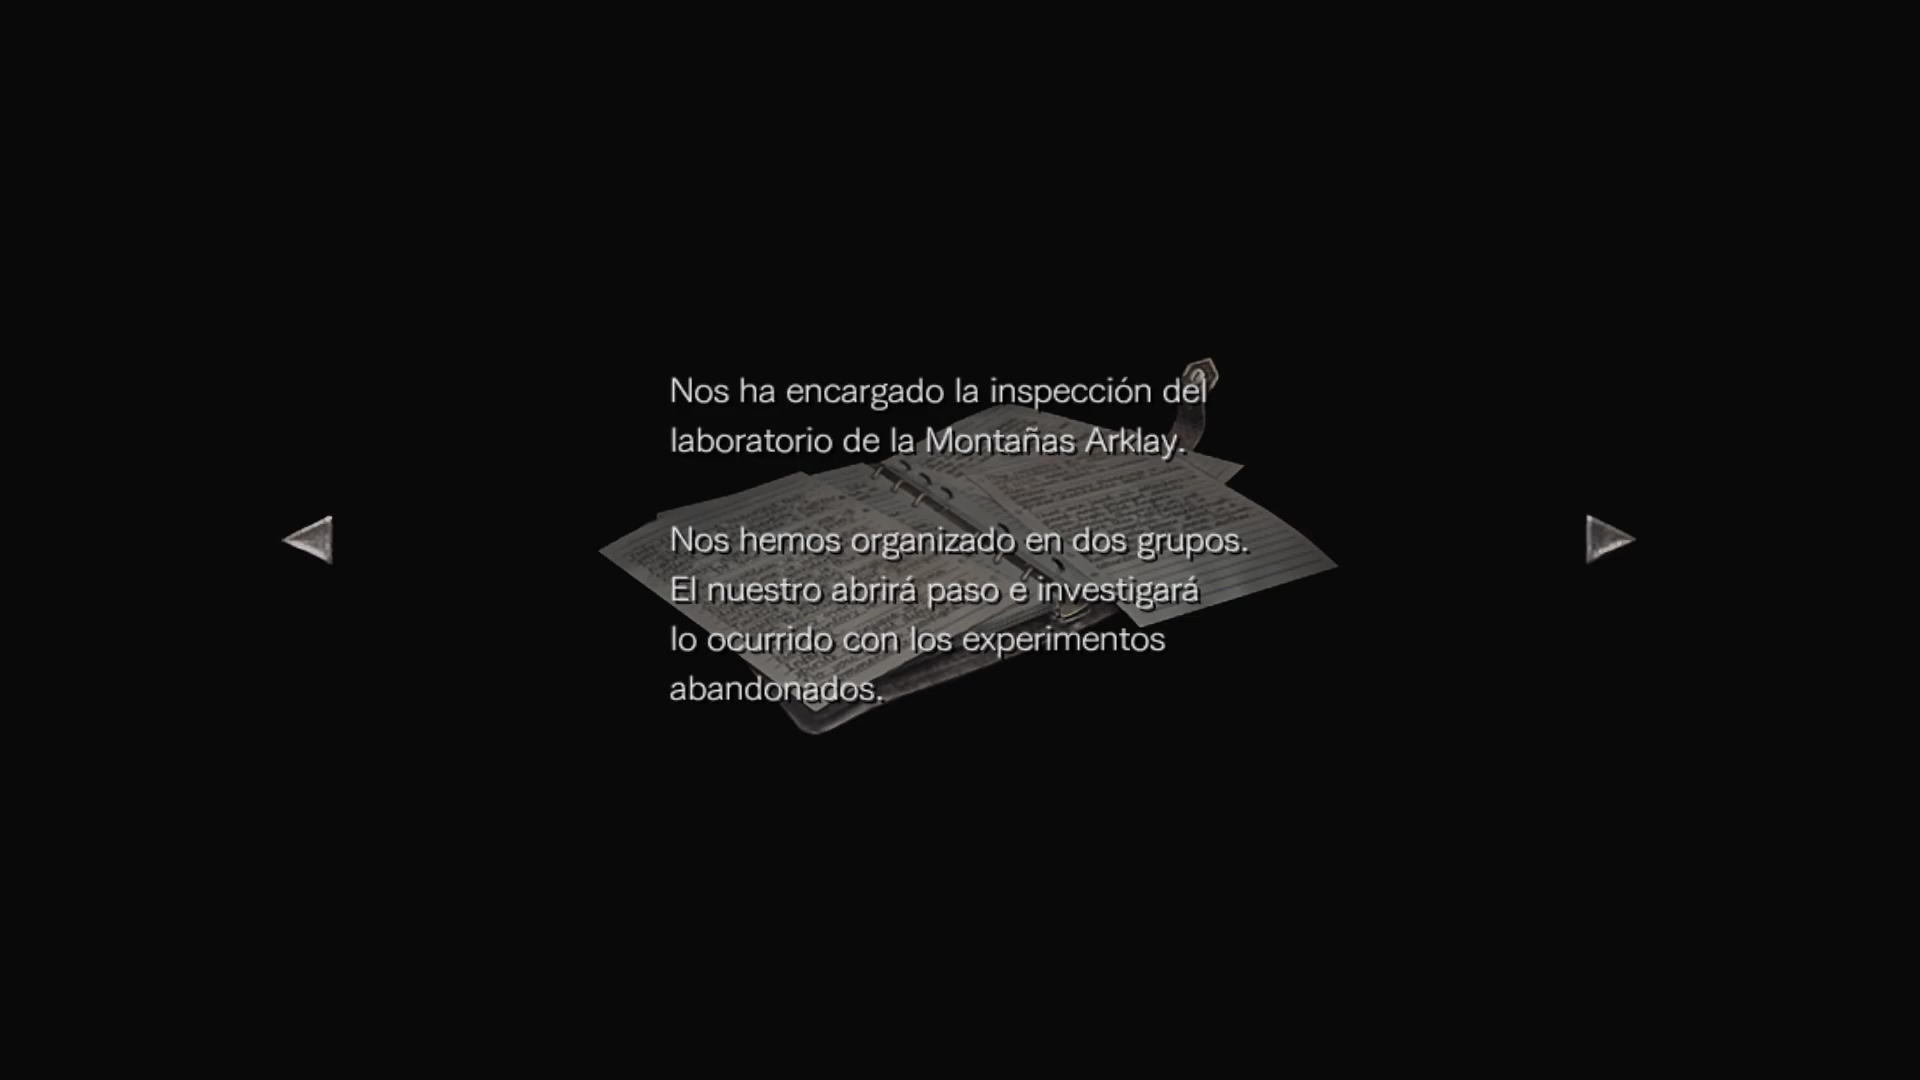 Nos ha encargado la inspección del
laboratorio de la Montañas Arklay.
Nos hemos organizado en dos grupos.
El nuestro abrirá paso e investigará
lo ocurrido con los experimentos
abandonados.